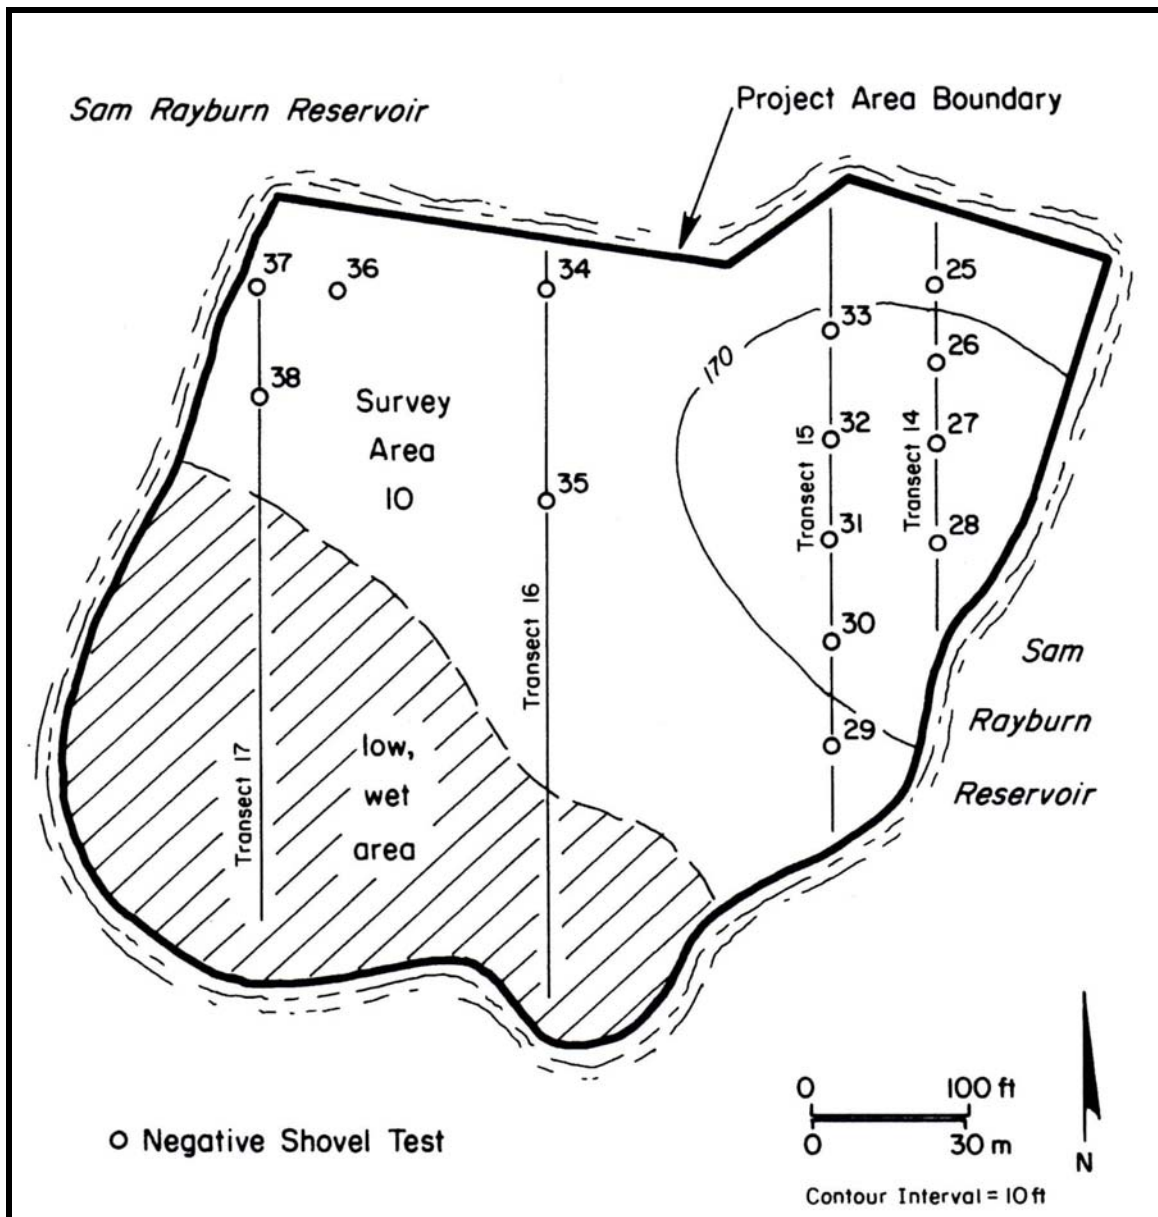 Sam Rayburn Reservoir
Project Area Boundary
37
36
34
25
33
170
26
38
Survey
Area
10
32
27
Transect 15
Transect 14
35
31
28
Transect 16
30
Sam
Rayburn
Reservoir
29
Transect 17
low,
wet
area
0 100 ft
0 30 m
N
Negative Shovel Test
Contour Interval = 10 ft